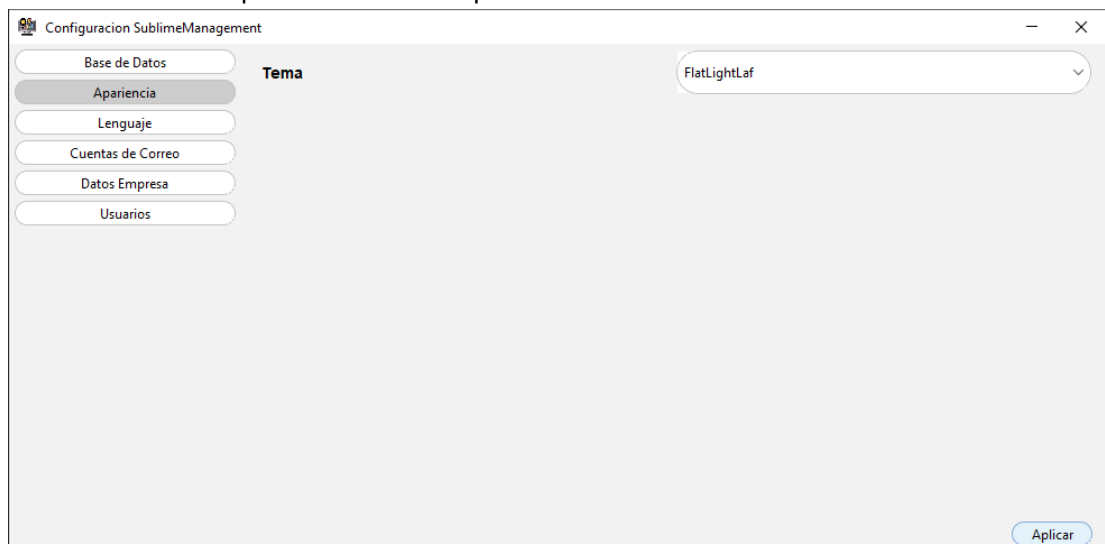 Configuracion SublimeManagement
Base de Datos
Apariencia
Lenguaje
Cuentas de Correo
Datos Empresa
Usuarios
Tema
FlatLightLaf
Aplicar